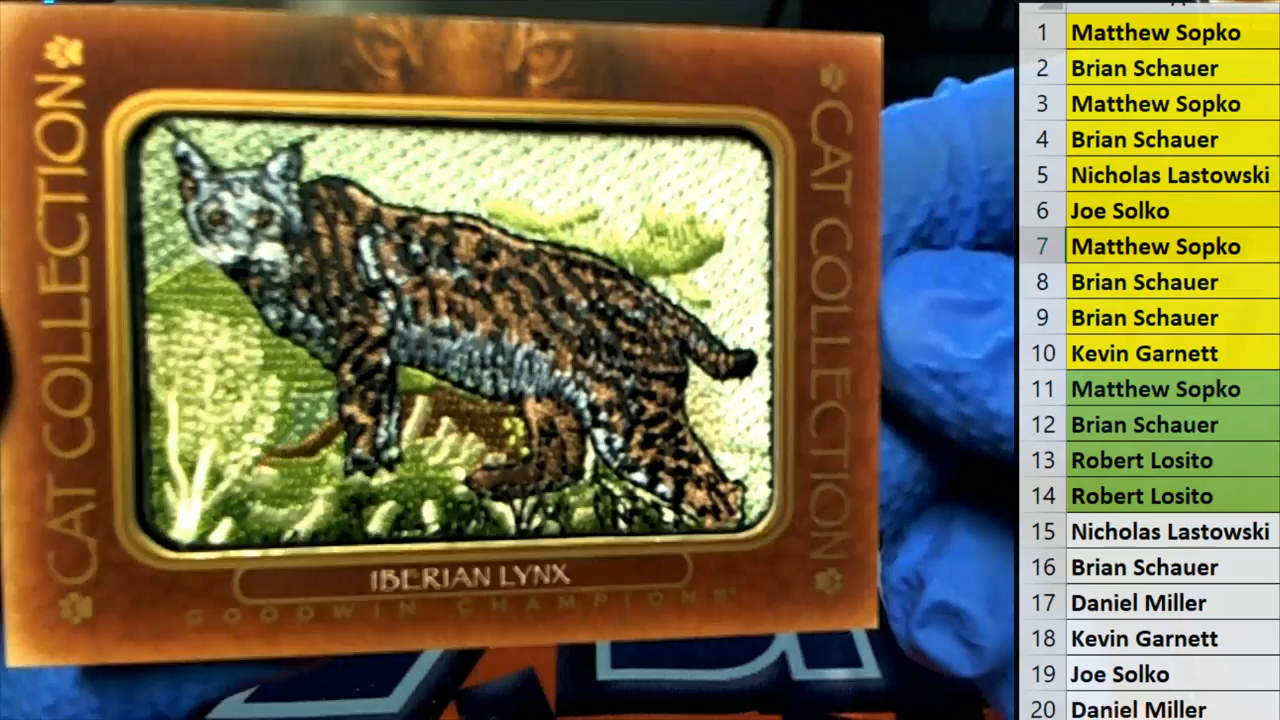 CAT COLLECTION
CAT COLLECTION
IBERIAN LYNX
GOODWIN CHAMPIONS
1 Matthew Sopko
2 Brian Schauer
3 Matthew Sopko
4 Brian Schauer
5 Nicholas Lastowski
6 Joe Solko
7 Matthew Sopko
8 Brian Schauer
9 Brian Schauer
10 Kevin Garnett
11 Matthew Sopko
12 Brian Schauer
13 Robert Losito
14 Robert Losito
15 Nicholas Lastowski
16 Brian Schauer
17 Daniel Miller
18 Kevin Garnett
19 Joe Solko
20 Daniel Miller